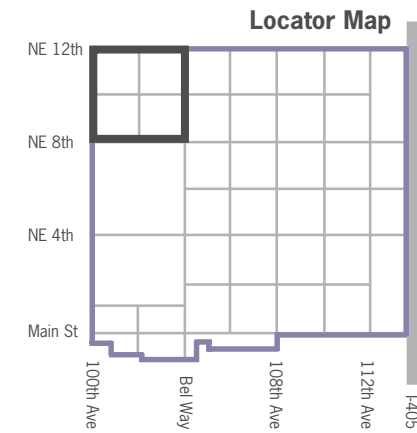 Locator Map
NE 12th
NE 8th
NE 4th
Main St
100th Ave
Bel Way
108th Ave
112th Ave
I-405